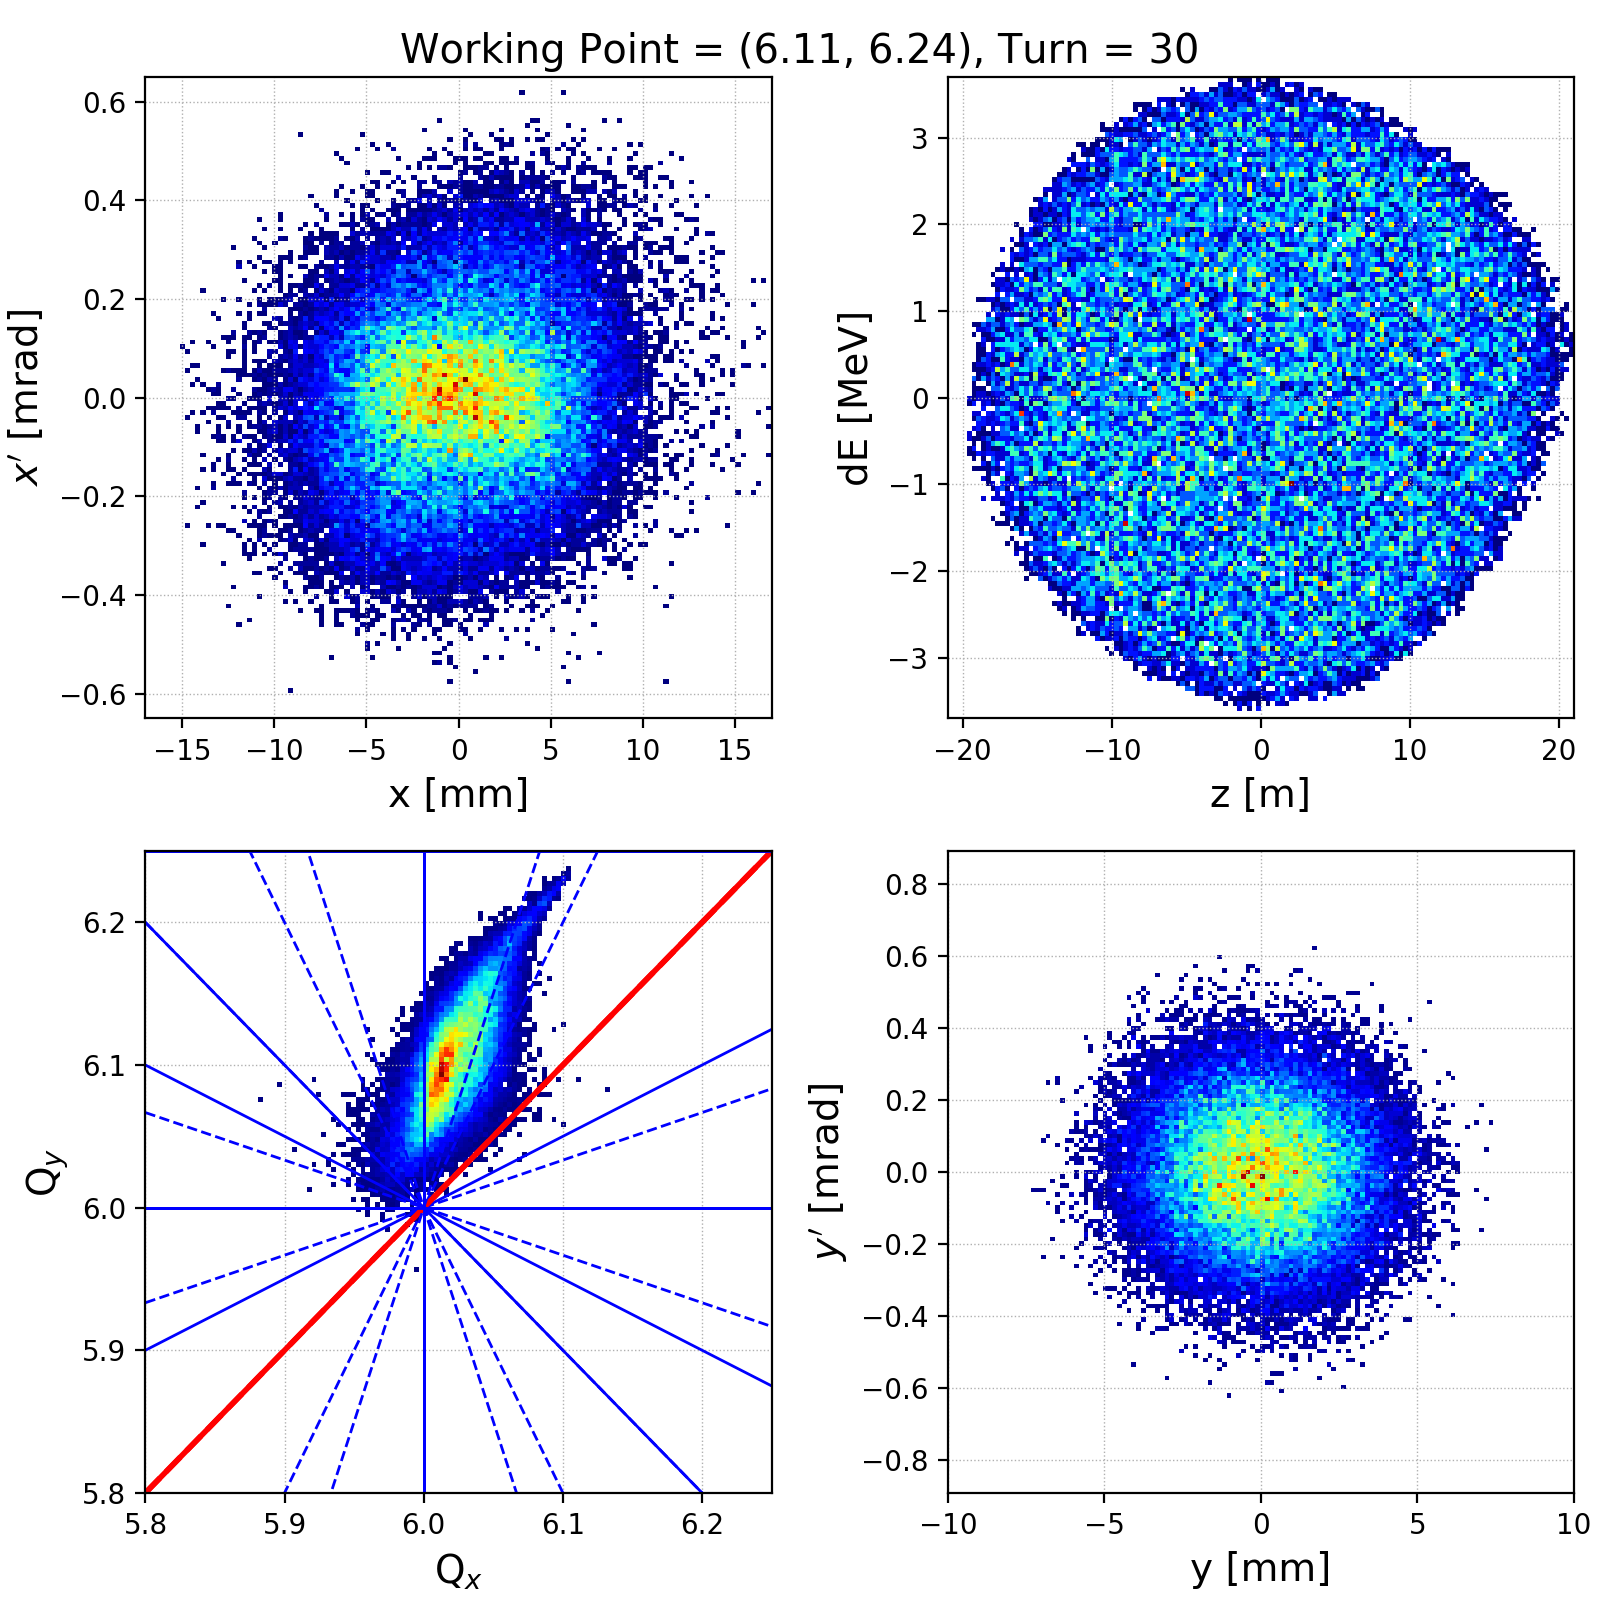 Working Point = (6.11, 6.24), Turn = 30
0.6
0.4
0.2
0.0
−0.2
−0.4
−0.6
x′ [mrad]
−15 −10 −5 0 5 10 15
x [mm]
3
2
1
0
−1
−2
−3
dE [MeV]
−20 −10 0 10 20
z [m]
6.2
6.1
6.0
5.9
5.8
Qy
5.8 5.9 6.0 6.1 6.2
Qx
0.8
0.6
0.4
0.2
0.0
−0.2
−0.4
−0.6
−0.8
y′ [mrad]
−10 −5 0 5 10
y [mm]